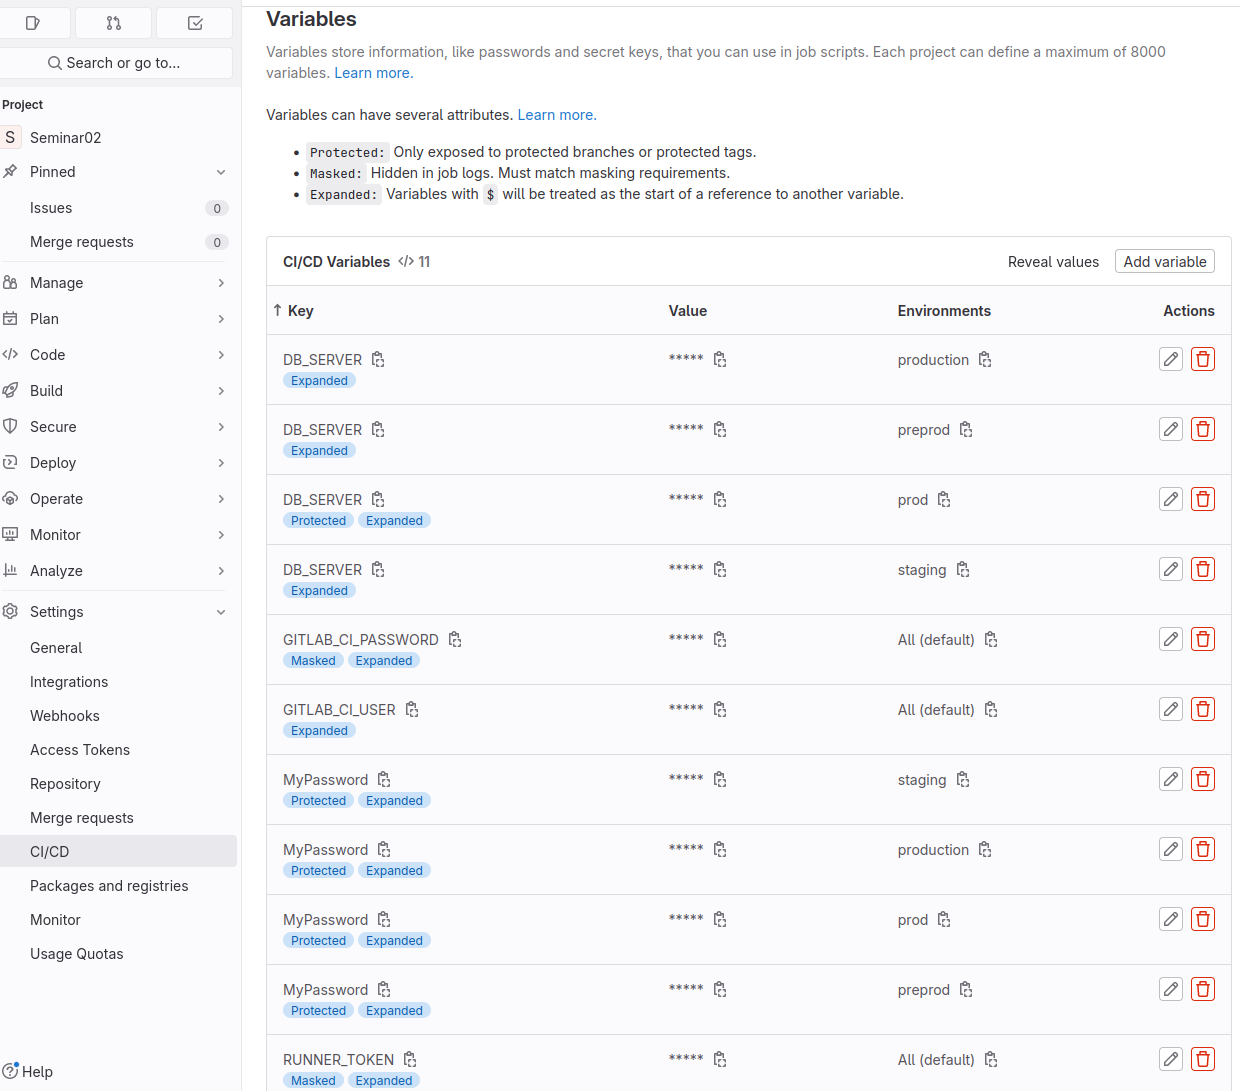 Search or go to...
Project
S Seminar02
Pinned
Issues 0
Merge requests 0
Manage
Plan
Code
Build
Secure
Deploy
Operate
Monitor
Analyze
Settings
General
Integrations
Webhooks
Access Tokens
Repository
Merge requests
CI/CD
Packages and registries
Monitor
Usage Quotas
Help
Variables
Variables store information, like passwords and secret keys, that you can use in job scripts. Each project can define a maximum of 8000
variables. Learn more.
Variables can have several attributes. Learn more.
• Protected: Only exposed to protected branches or protected tags.
• Masked: Hidden in job logs. Must match masking requirements.
• Expanded: Variables with $ will be treated as the start of a reference to another variable.
CI/CD Variables </> 11 Reveal values Add variable
↑ Key Value Environments Actions
DB_SERVER ***** production
Expanded
DB_SERVER ***** preprod
Expanded
DB_SERVER ***** prod
Protected Expanded
DB_SERVER ***** staging
Expanded
GITLAB_CI_PASSWORD ***** All (default)
Masked Expanded
GITLAB_CI_USER ***** All (default)
Expanded
MyPassword ***** staging
Protected Expanded
MyPassword ***** production
Protected Expanded
MyPassword ***** prod
Protected Expanded
MyPassword ***** preprod
Protected Expanded
RUNNER_TOKEN ***** All (default)
Masked Expanded